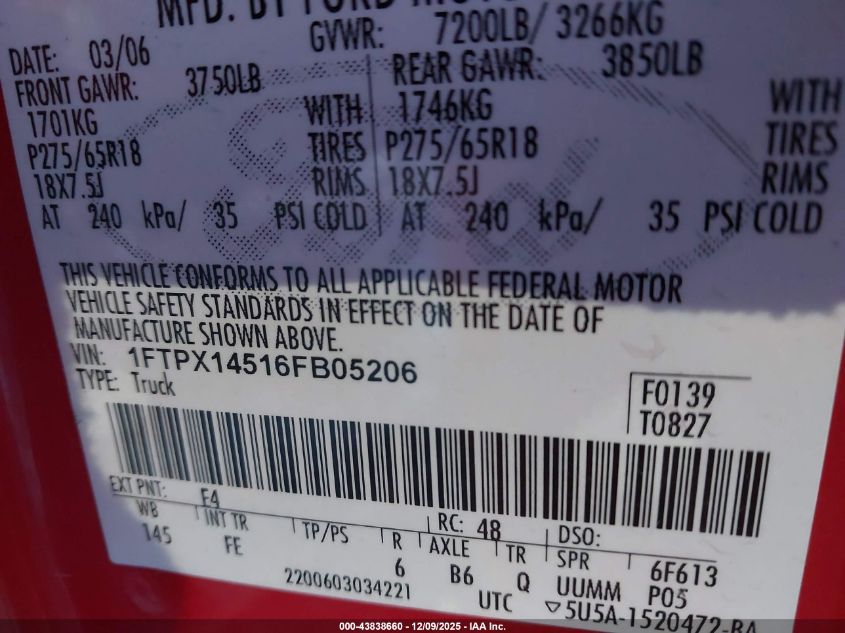 MFD. BY FORD MOTO
DATE: 03/06 GVWR: 7200LB/ 3266KG
FRONT GAWR: 3750LB REAR GAWR: 3850LB
1701KG WITH 1746KG WITH
P275/65R18 TIRES P275/65R18 TIRES
18X7.5J RIMS 18X7.5J RIMS
AT 240 kPa/ 35 PSI COLD AT 240 kPa/ 35 PSI COLD
Ford
THIS VEHICLE CONFORMS TO ALL APPLICABLE FEDERAL MOTOR
VEHICLE SAFETY STANDARDS IN EFFECT ON THE DATE OF
MANUFACTURE SHOWN ABOVE.
VIN: 1FTPX14516FB05206
TYPE: Truck
F0139
T0827
EXT PNT: F4 RC: 48 DSO:
WB INT TR TP/PS R AXLE TR SPR 6F613
145 FE 6 B6 Q UUMM P05
2200603034221 UTC ▽5U5A-1520472-BA
000-43838660 - 12/09/2025 - IAA Inc.